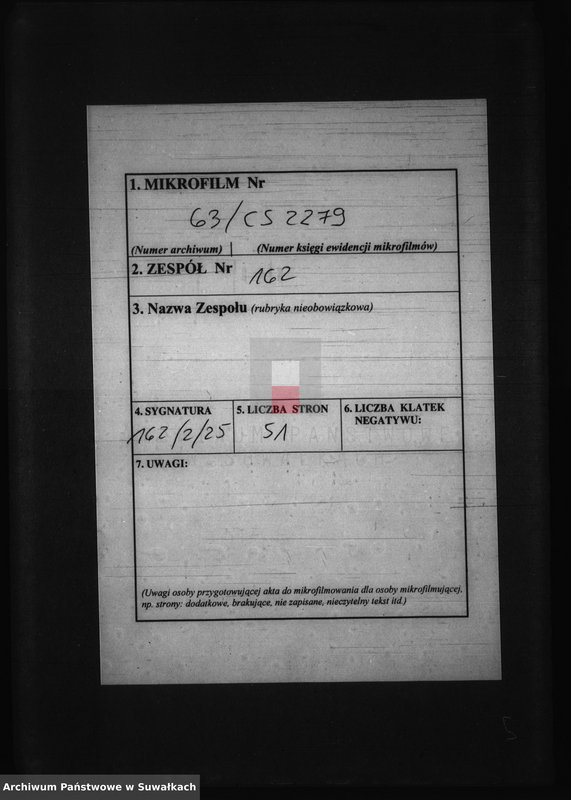 1. MIKROFILM Nr
63/CS 2279
(Numer archiwum) (Numer księgi ewidencji mikrofilmów)
2. ZESPÓŁ Nr 162
3. Nazwa Zespołu (rubryka nieobowiązkowa)
4. SYGNATURA
162/2/25
5. LICZBA STRON
51
6. LICZBA KLATEK
NEGATYWU:
7. UWAGI:
(Uwagi osoby przygotowującej akta do mikrofilmowania dla osoby mikrofilmującej,
np. strony: dodatkowe, brakujące, nie zapisane, nieczytelny tekst itd.)
Archiwum Państwowe w Suwałkach